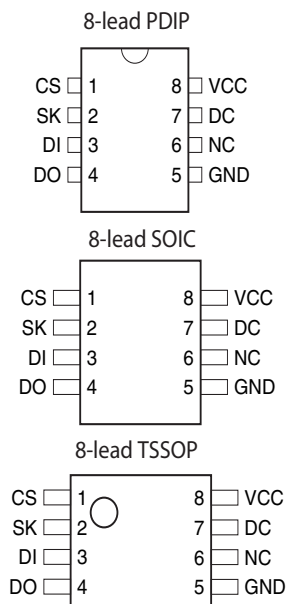 8-lead PDIP
CS 1 8 VCC
SK 2 7 DC
DI 3 6 NC
DO 4 5 GND
8-lead SOIC
CS 1 8 VCC
SK 2 7 DC
DI 3 6 NC
DO 4 5 GND
8-lead TSSOP
CS 1 8 VCC
SK 2 7 DC
DI 3 6 NC
DO 4 5 GND